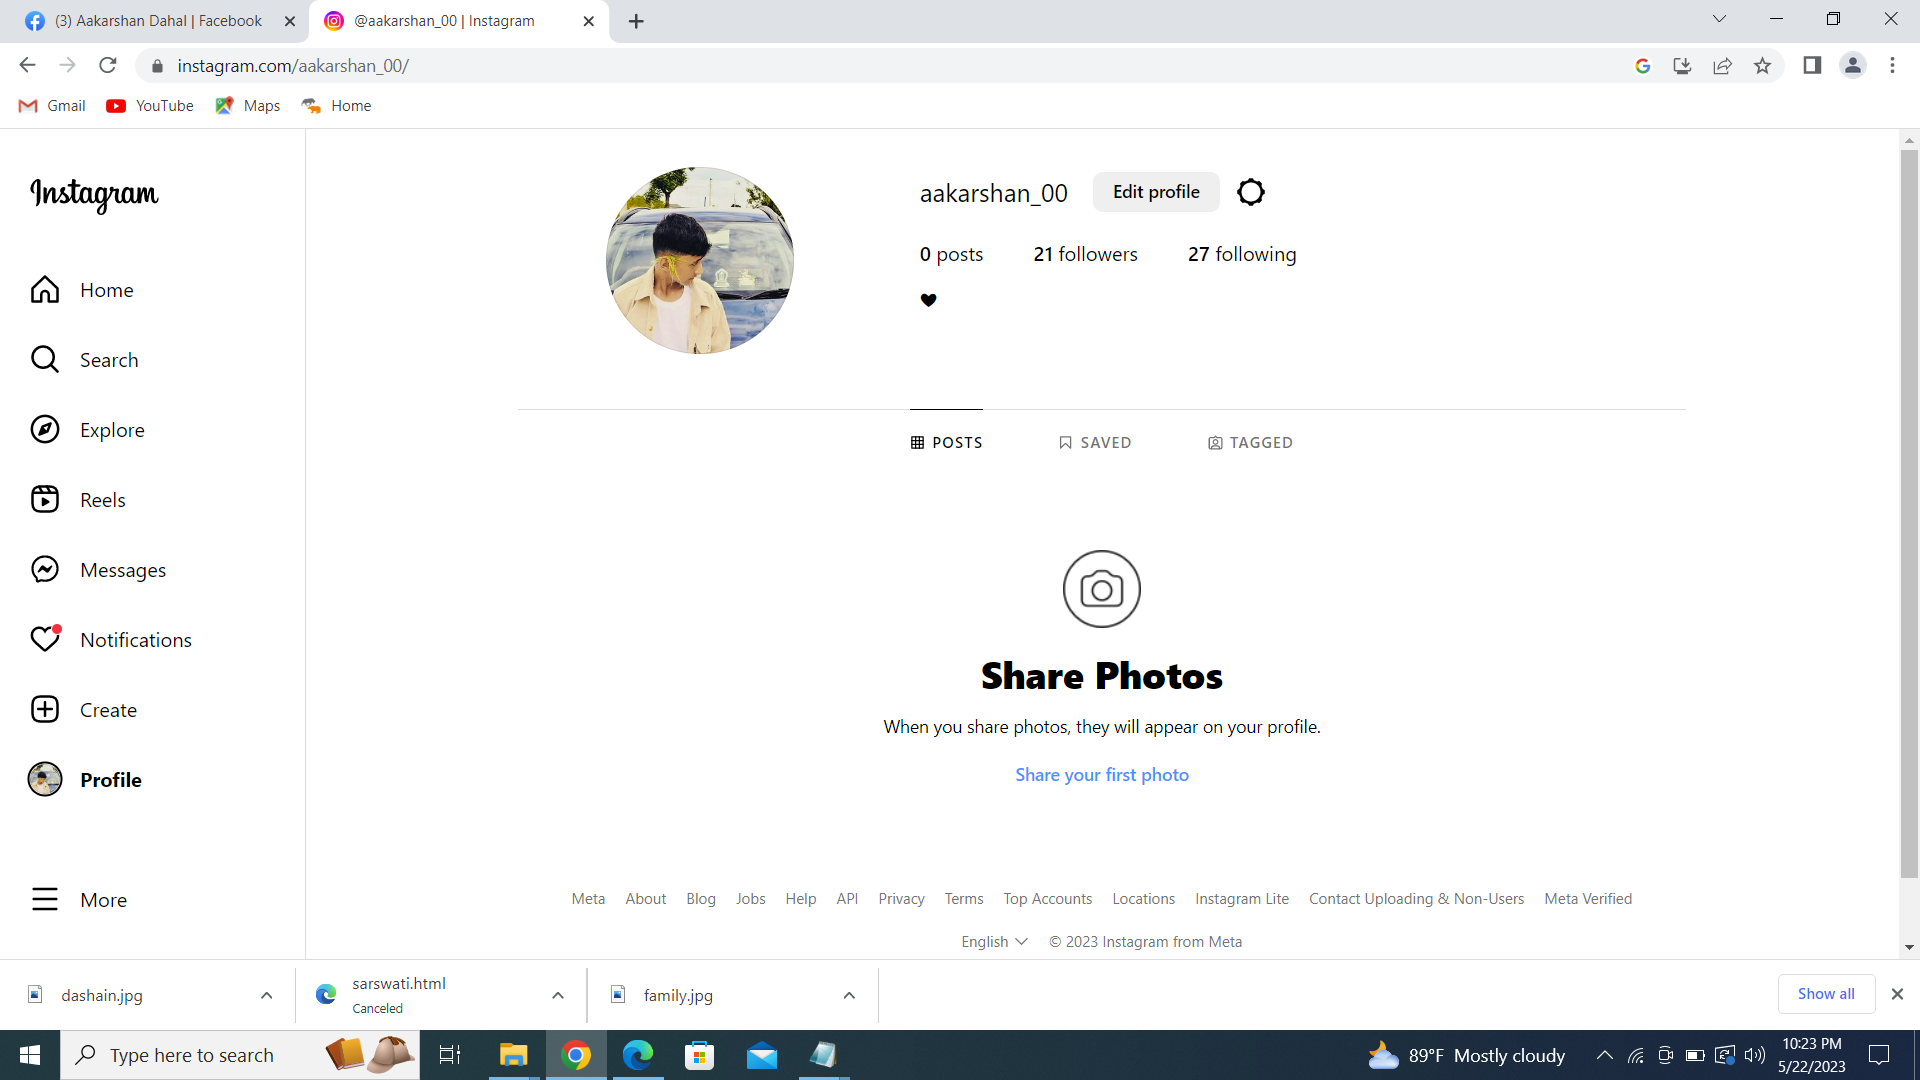 (3) Aakarshan Dahal | Facebook
@aakarshan_00 | Instagram
instagram.com/aakarshan_00/
Gmail
YouTube
Maps
Home
Instagram
Home
Search
Explore
Reels
Messages
Notifications
Create
Profile
More
aakarshan_00
Edit profile
0 posts
21 followers
27 following
POSTS
SAVED
TAGGED
Share Photos
When you share photos, they will appear on your profile.
Share your first photo
Meta About Blog Jobs Help API Privacy Terms Top Accounts Locations Instagram Lite Contact Uploading & Non-Users Meta Verified
English © 2023 Instagram from Meta
dashain.jpg
sarswati.html
Canceled
family.jpg
Show all
Type here to search
89°F Mostly cloudy
10:23 PM
5/22/2023